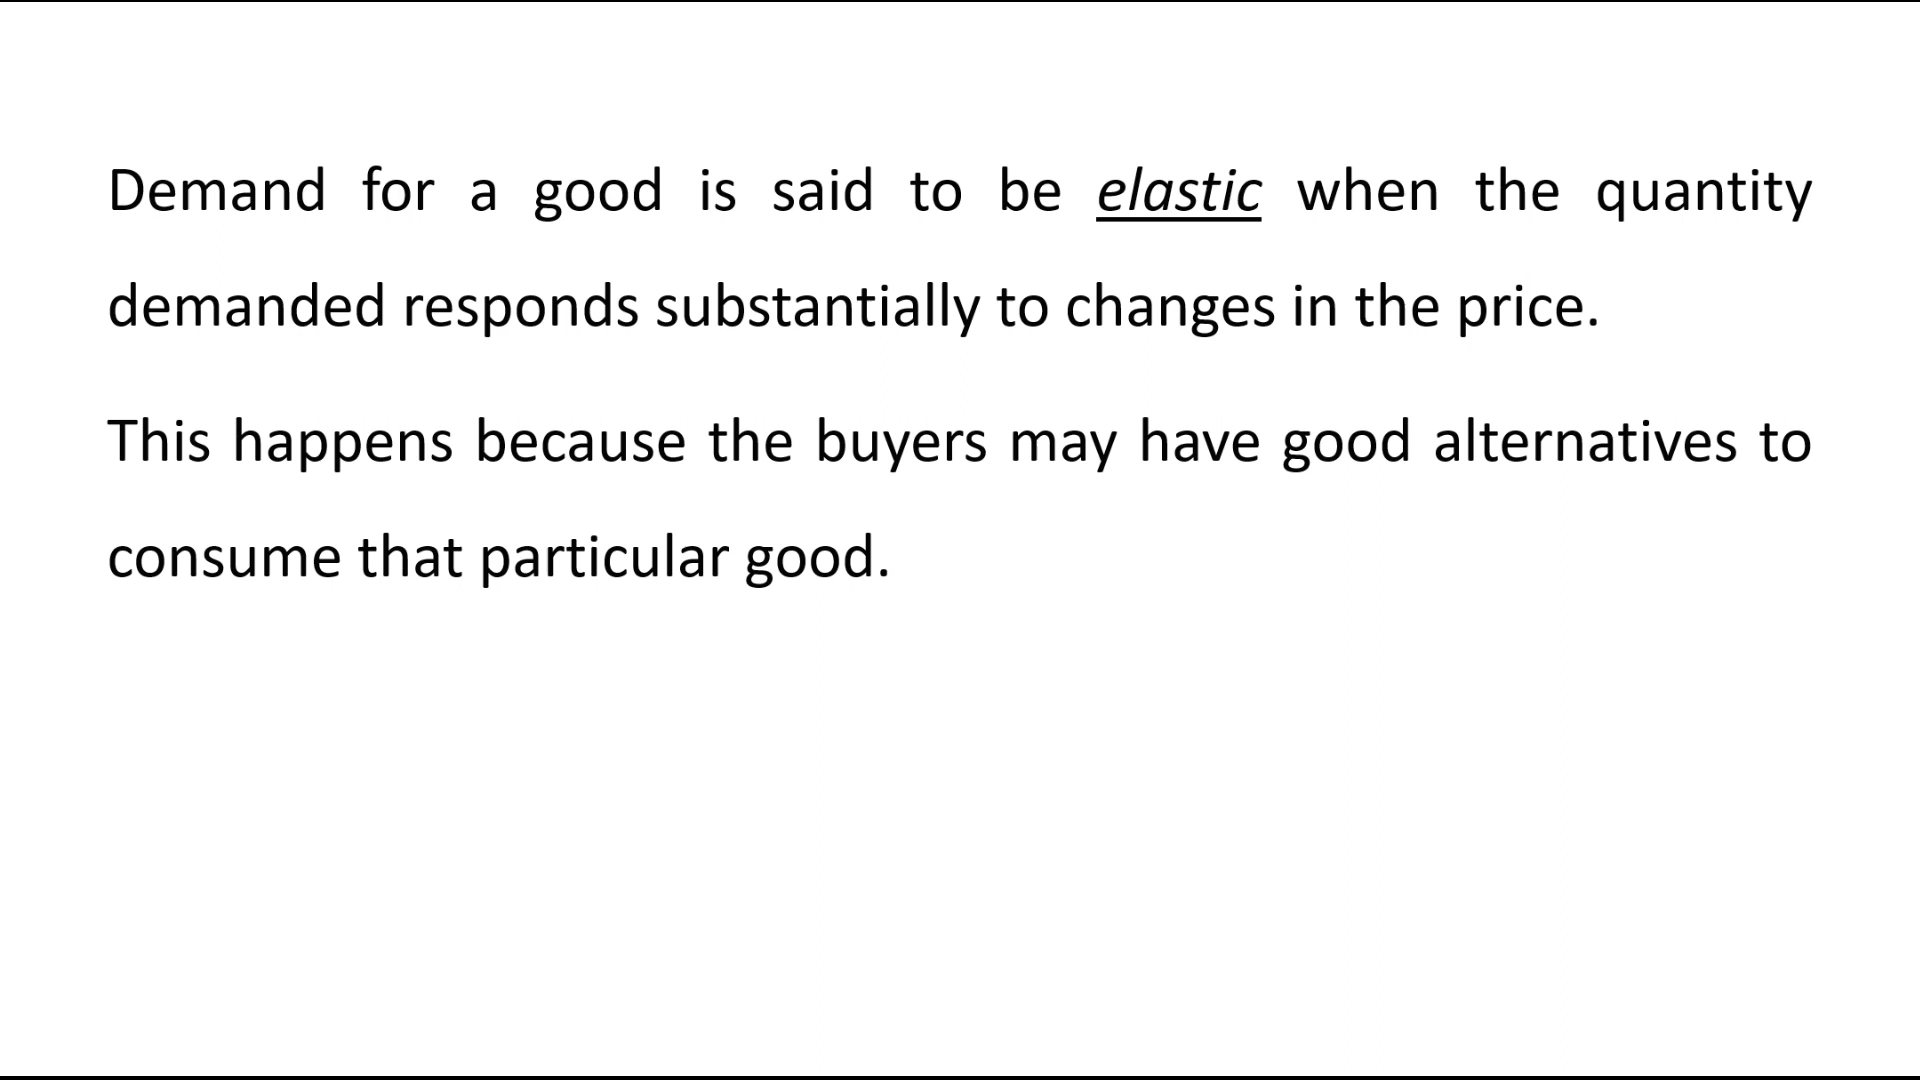 Demand for a good is said to be elastic when the quantity
demanded responds substantially to changes in the price.
This happens because the buyers may have good alternatives to
consume that particular good.